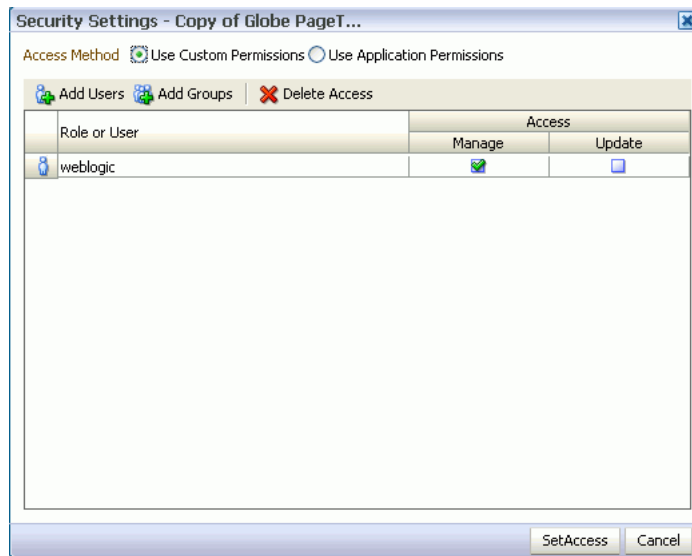 Security Settings - Copy of Globe PageT...
Access Method Use Custom Permissions Use Application Permissions
Add Users Add Groups Delete Access
Role or User Access
Manage Update
weblogic
SetAccess Cancel